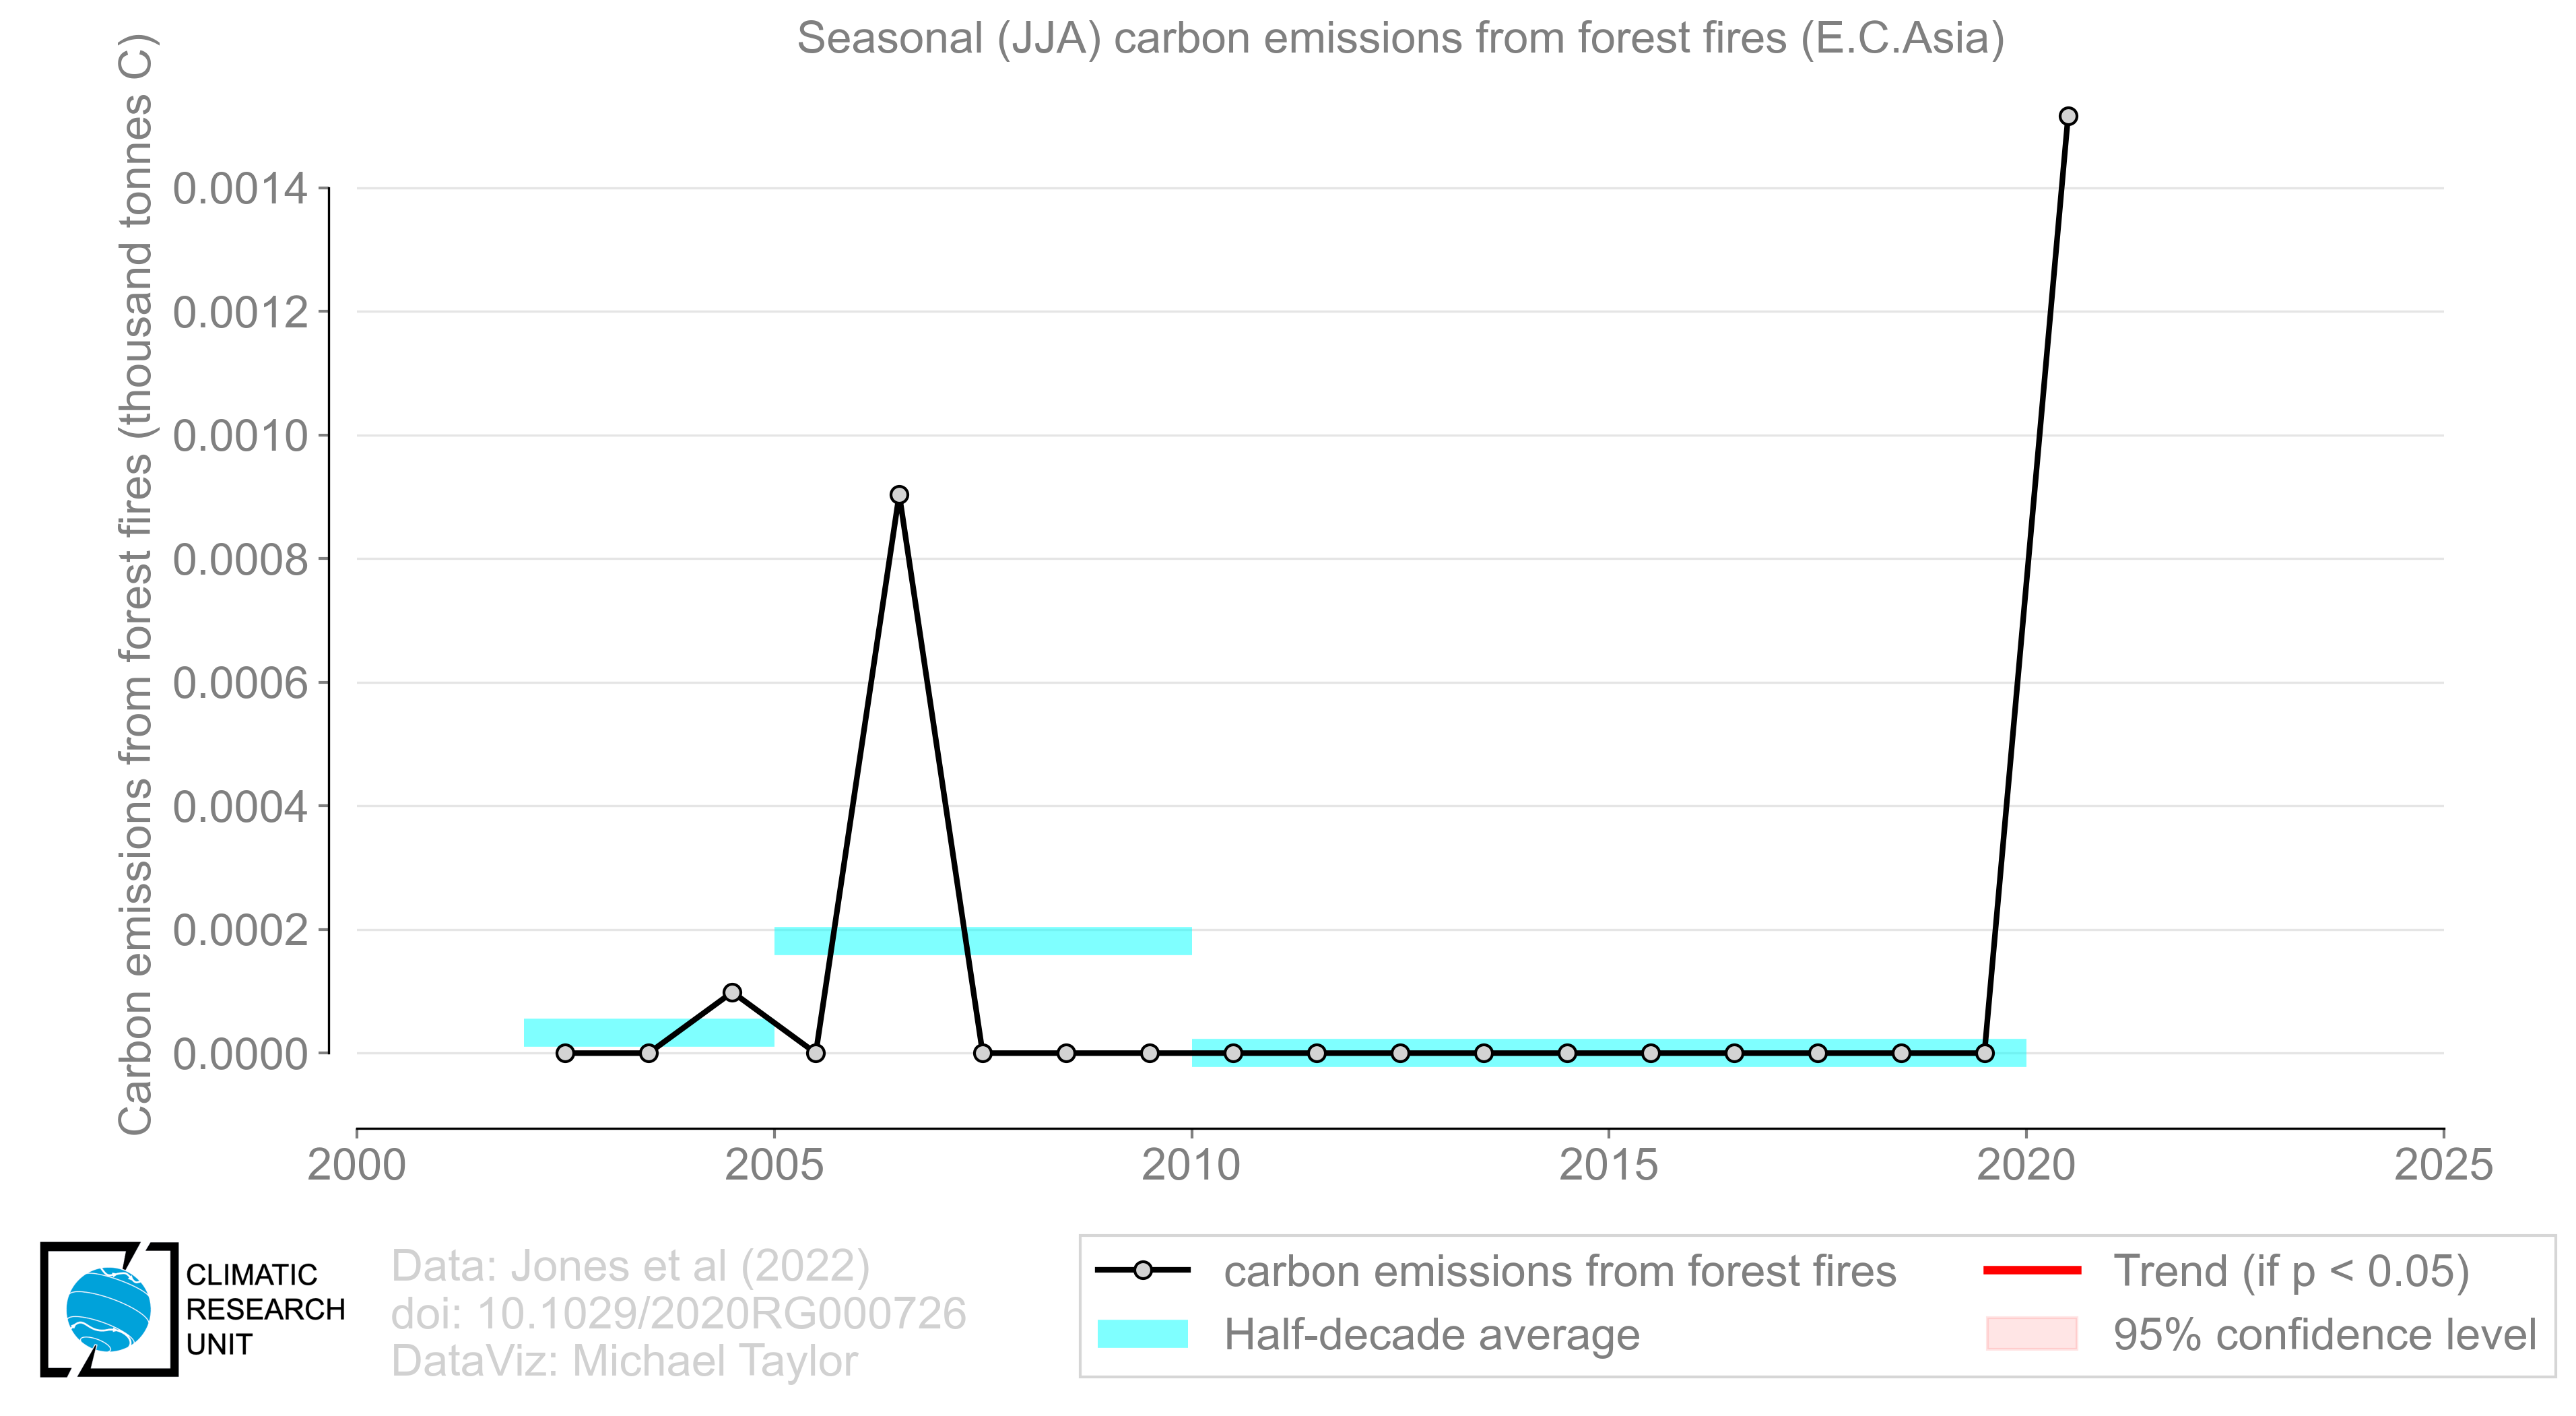 Seasonal (JJA) carbon emissions from forest fires (E.C.Asia)
Carbon emissions from forest fires (thousand tonnes C)
0.0014
0.0012
0.0010
0.0008
0.0006
0.0004
0.0002
0.0000
2000 2005 2010 2015 2020 2025
CLIMATIC
RESEARCH
UNIT
Data: Jones et al (2022)
doi: 10.1029/2020RG000726
DataViz: Michael Taylor
carbon emissions from forest fires
Half-decade average
Trend (if p < 0.05)
95% confidence level